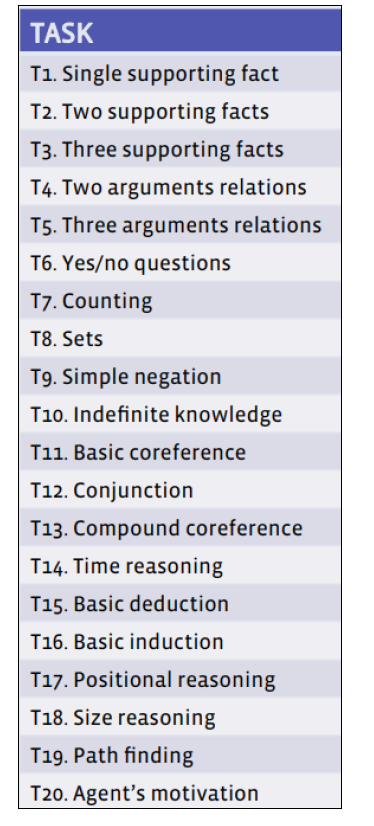 TASK
T1. Single supporting fact
T2. Two supporting facts
T3. Three supporting facts
T4. Two arguments relations
T5. Three arguments relations
T6. Yes/no questions
T7. Counting
T8. Sets
T9. Simple negation
T10. Indefinite knowledge
T11. Basic coreference
T12. Conjunction
T13. Compound coreference
T14. Time reasoning
T15. Basic deduction
T16. Basic induction
T17. Positional reasoning
T18. Size reasoning
T19. Path finding
T20. Agent's motivation